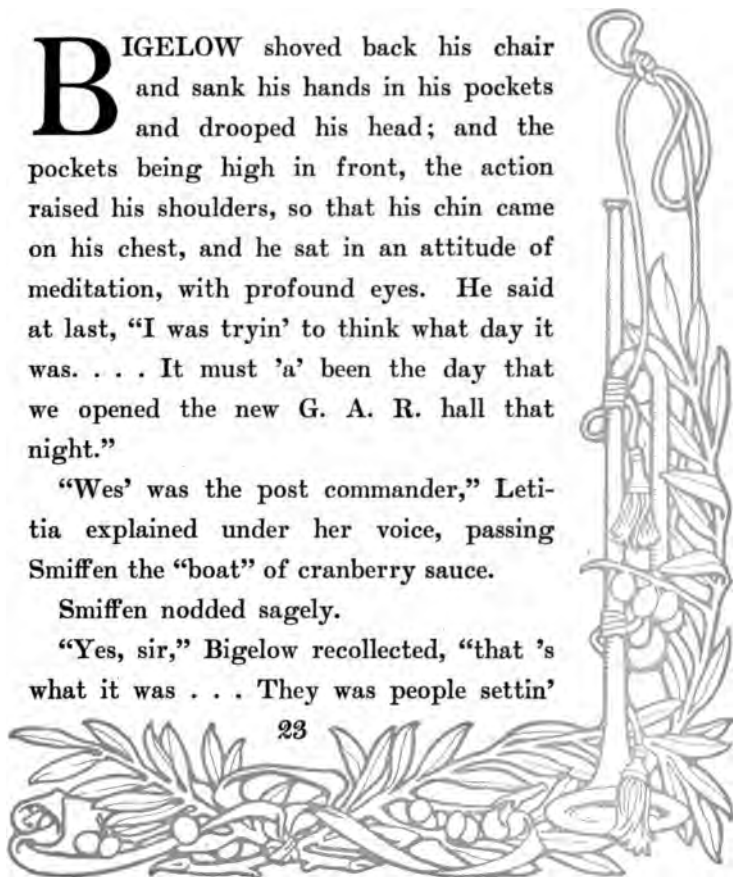 BIGELOW shoved back his chair
and sank his hands in his pockets
and drooped his head; and the
pockets being high in front, the action
raised his shoulders, so that his chin came
on his chest, and he sat in an attitude of
meditation, with profound eyes. He said
at last, “I was tryin’ to think what day it
was. . . . It must ’a’ been the day that
we opened the new G. A. R. hall that
night.”
“Wes’ was the post commander,” Leti-
tia explained under her voice, passing
Smiffen the “boat” of cranberry sauce.
Smiffen nodded sagely.
“Yes, sir,” Bigelow recollected, “that ’s
what it was . . . They was people settin’
23